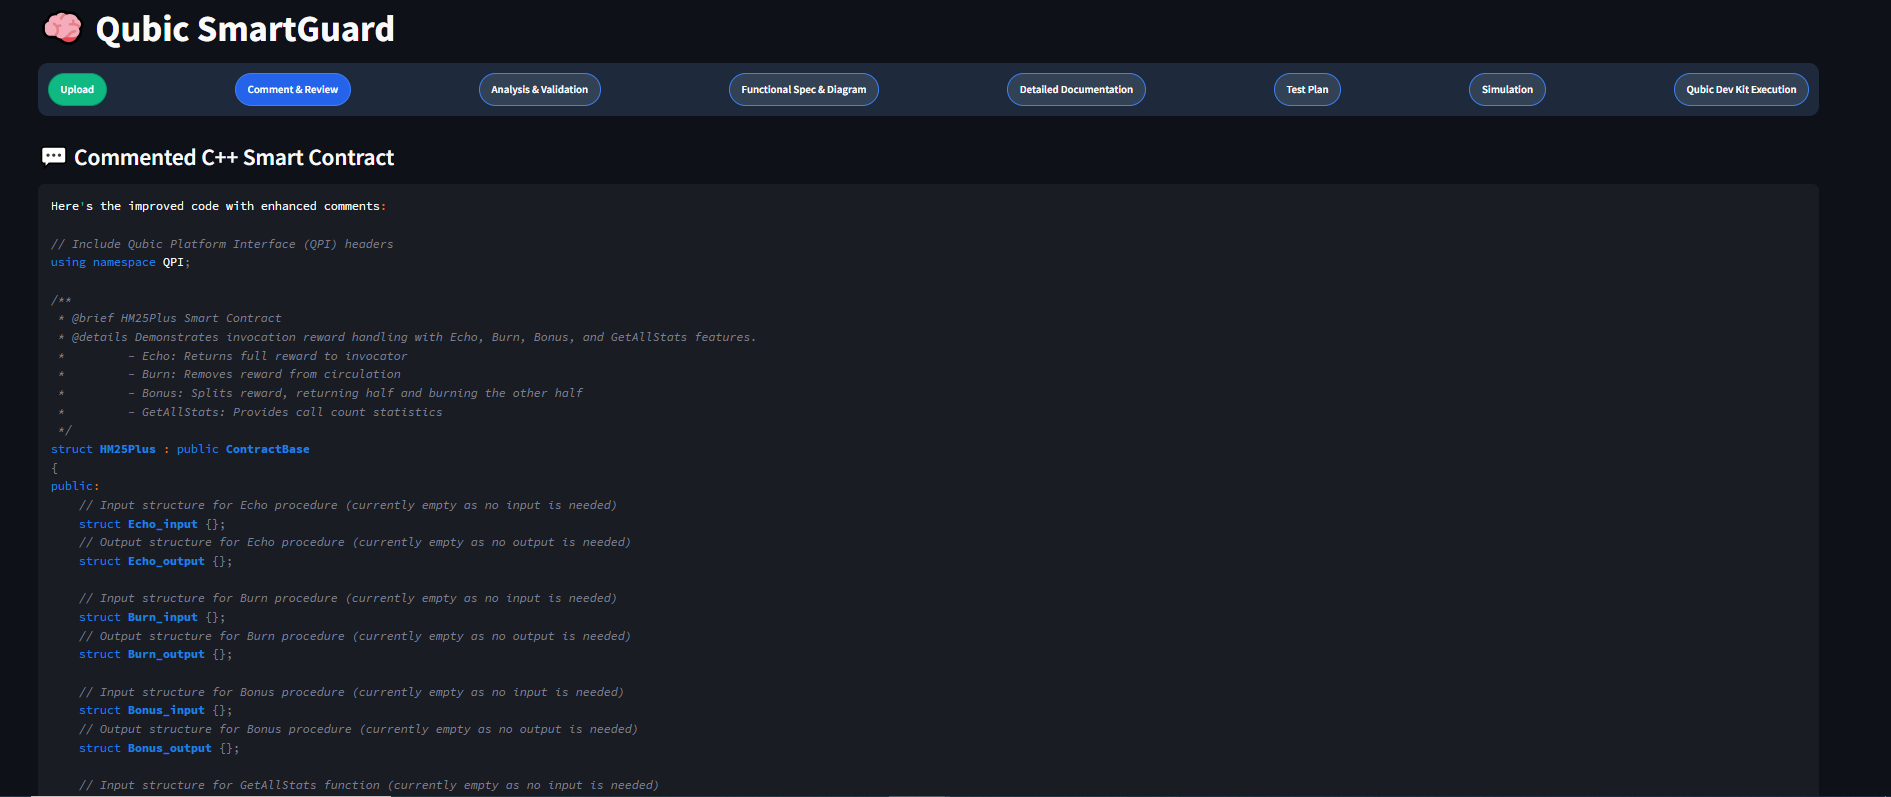 Qubic SmartGuard
Upload
Comment & Review
Analysis & Validation
Functional Spec & Diagram
Detailed Documentation
Test Plan
Simulation
Qubic Dev Kit Execution
Commented C++ Smart Contract
Here's the improved code with enhanced comments:
// Include Qubic Platform Interface (QPI) headers
using namespace QPI;
/**
 * @brief HM25Plus Smart Contract
 * @details Demonstrates invocation reward handling with Echo, Burn, Bonus, and GetAllStats features.
 *         - Echo: Returns full reward to invocator
 *         - Burn: Removes reward from circulation
 *         - Bonus: Splits reward, returning half and burning the other half
 *         - GetAllStats: Provides call count statistics
 */
struct HM25Plus : public ContractBase
{
public:
    // Input structure for Echo procedure (currently empty as no input is needed)
    struct Echo_input {};
    // Output structure for Echo procedure (currently empty as no output is needed)
    struct Echo_output {};
    // Input structure for Burn procedure (currently empty as no input is needed)
    struct Burn_input {};
    // Output structure for Burn procedure (currently empty as no output is needed)
    struct Burn_output {};
    // Input structure for Bonus procedure (currently empty as no input is needed)
    struct Bonus_input {};
    // Output structure for Bonus procedure (currently empty as no output is needed)
    struct Bonus_output {};
    // Input structure for GetAllStats function (currently empty as no input is needed)